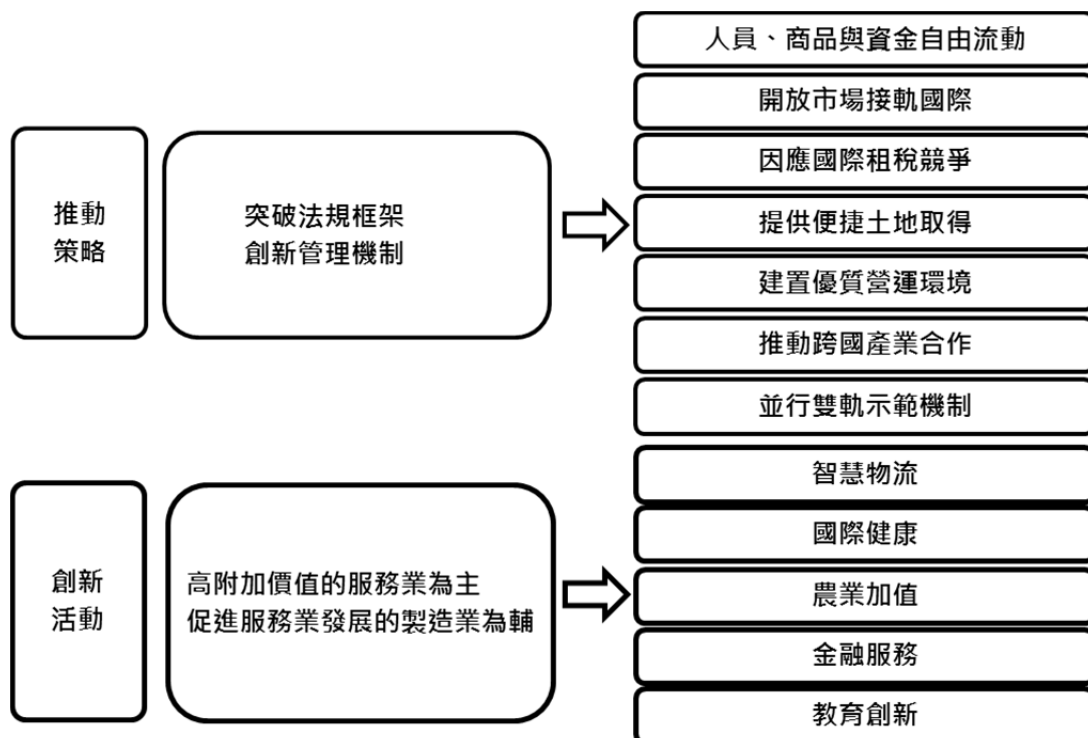 推動
策略
突破法規框架
創新管理機制
人員、商品與資金自由流動
開放市場接軌國際
因應國際租稅競爭
提供便捷土地取得
建置優質營運環境
推動跨國產業合作
並行雙軌示範機制
創新
活動
高附加價值的服務業為主
促進服務業發展的製造業為輔
智慧物流
國際健康
農業加值
金融服務
教育創新